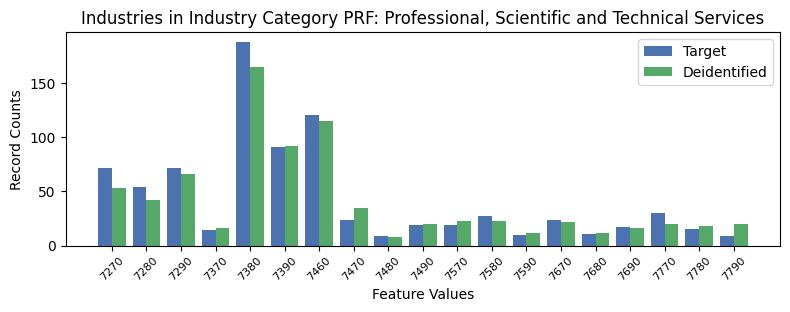 Industries in Industry Category PRF: Professional, Scientific and Technical Services
Target
Deidentified
Record Counts
150
100
50
0
7270 7280 7290 7370 7380 7390 7460 7470 7480 7490 7570 7580 7590 7670 7680 7690 7770 7780 7790
Feature Values